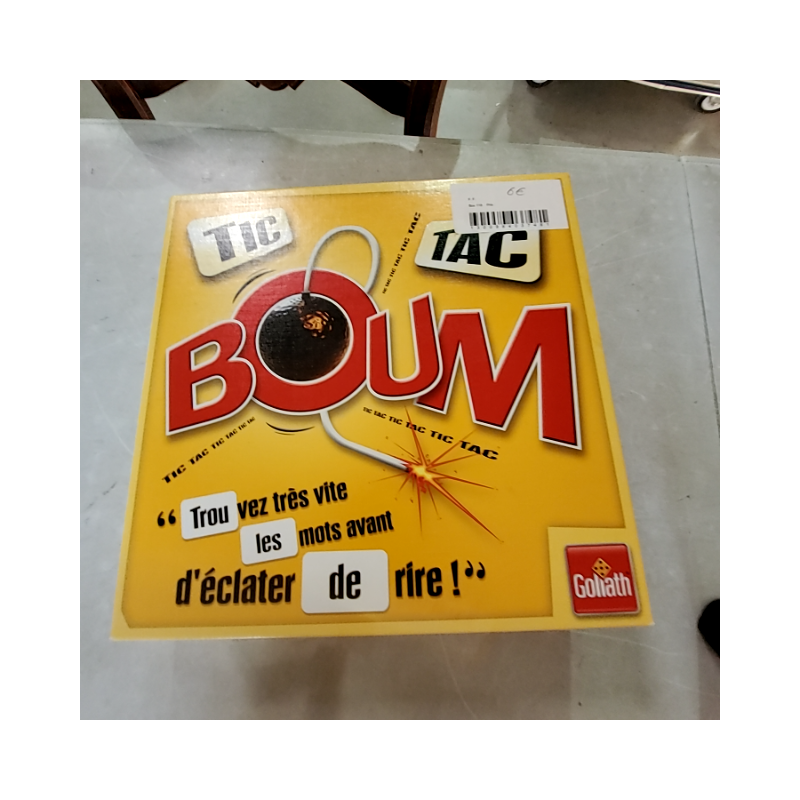 6€
TIC
TAC
TIC TAC TIC TAC
BOUM
TIC TAC TIC TAC TIC TAC
TIC TAC TIC TAC TIC TAC
“Trouvez très vite
les mots avant
d'éclater de rire !”
Goliath